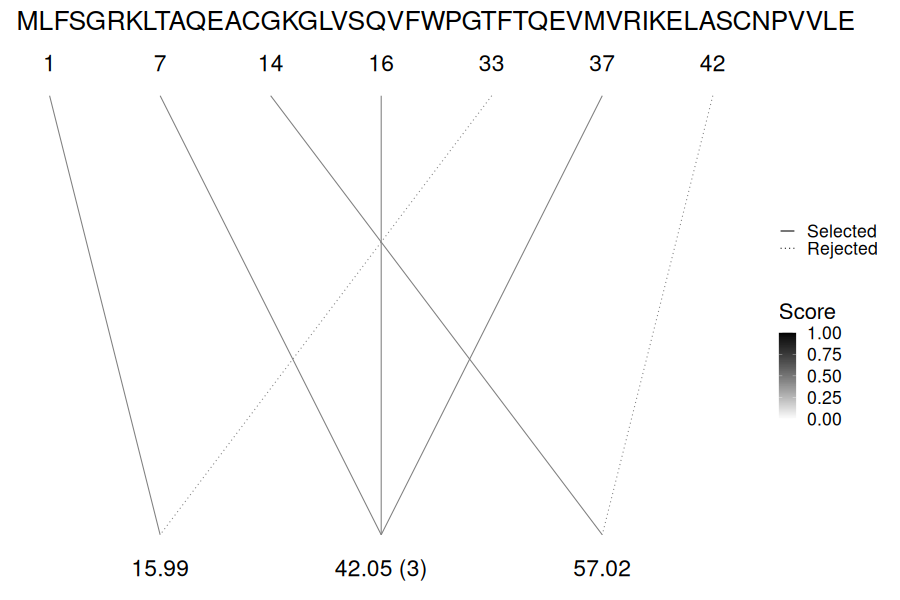 MLFSGRKLTAQEACGKGLVSQVFWPGTFTQEVMVRIKELASCNPVVLE
1 7 14 16 33 37 42
Selected
Rejected
Score
1.00
0.75
0.50
0.25
0.00
15.99 42.05 (3) 57.02